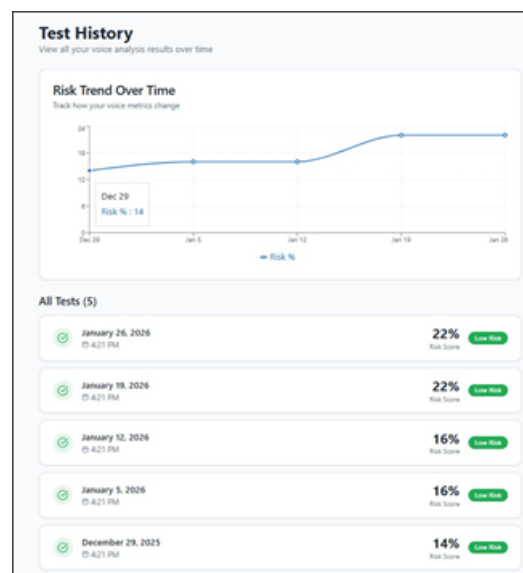 Test History
View all your voice analysis results over time
Risk Trend Over Time
Track how your voice metrics change
24
18
12
6
0
Dec 29
Risk % : 14
Dec 29 Jan 5 Jan 12 Jan 19 Jan 26
Risk %
All Tests (5)
January 26, 2026
4:21 PM
22%
Risk Score
Low Risk
January 19, 2026
4:21 PM
22%
Risk Score
Low Risk
January 12, 2026
4:21 PM
16%
Risk Score
Low Risk
January 5, 2026
4:21 PM
16%
Risk Score
Low Risk
December 29, 2025
4:21 PM
14%
Risk Score
Low Risk